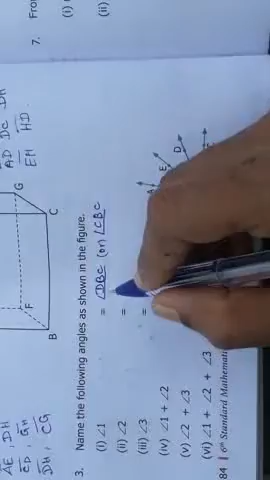 AE, DH
CD, GH
DH, CG
AD DC DH
EH HD.
G
F
C
B
3. Name the following angles as shown in the figure.
(i) ∠1 = ∠DBC (or) ∠CBC
(ii) ∠2 =
(iii) ∠3 =
(iv) ∠1 + ∠2
(v) ∠2 + ∠3
(vi) ∠1 + ∠2 + ∠3
A
E
D
84 | 6th Standard
7.
(i)
(ii)